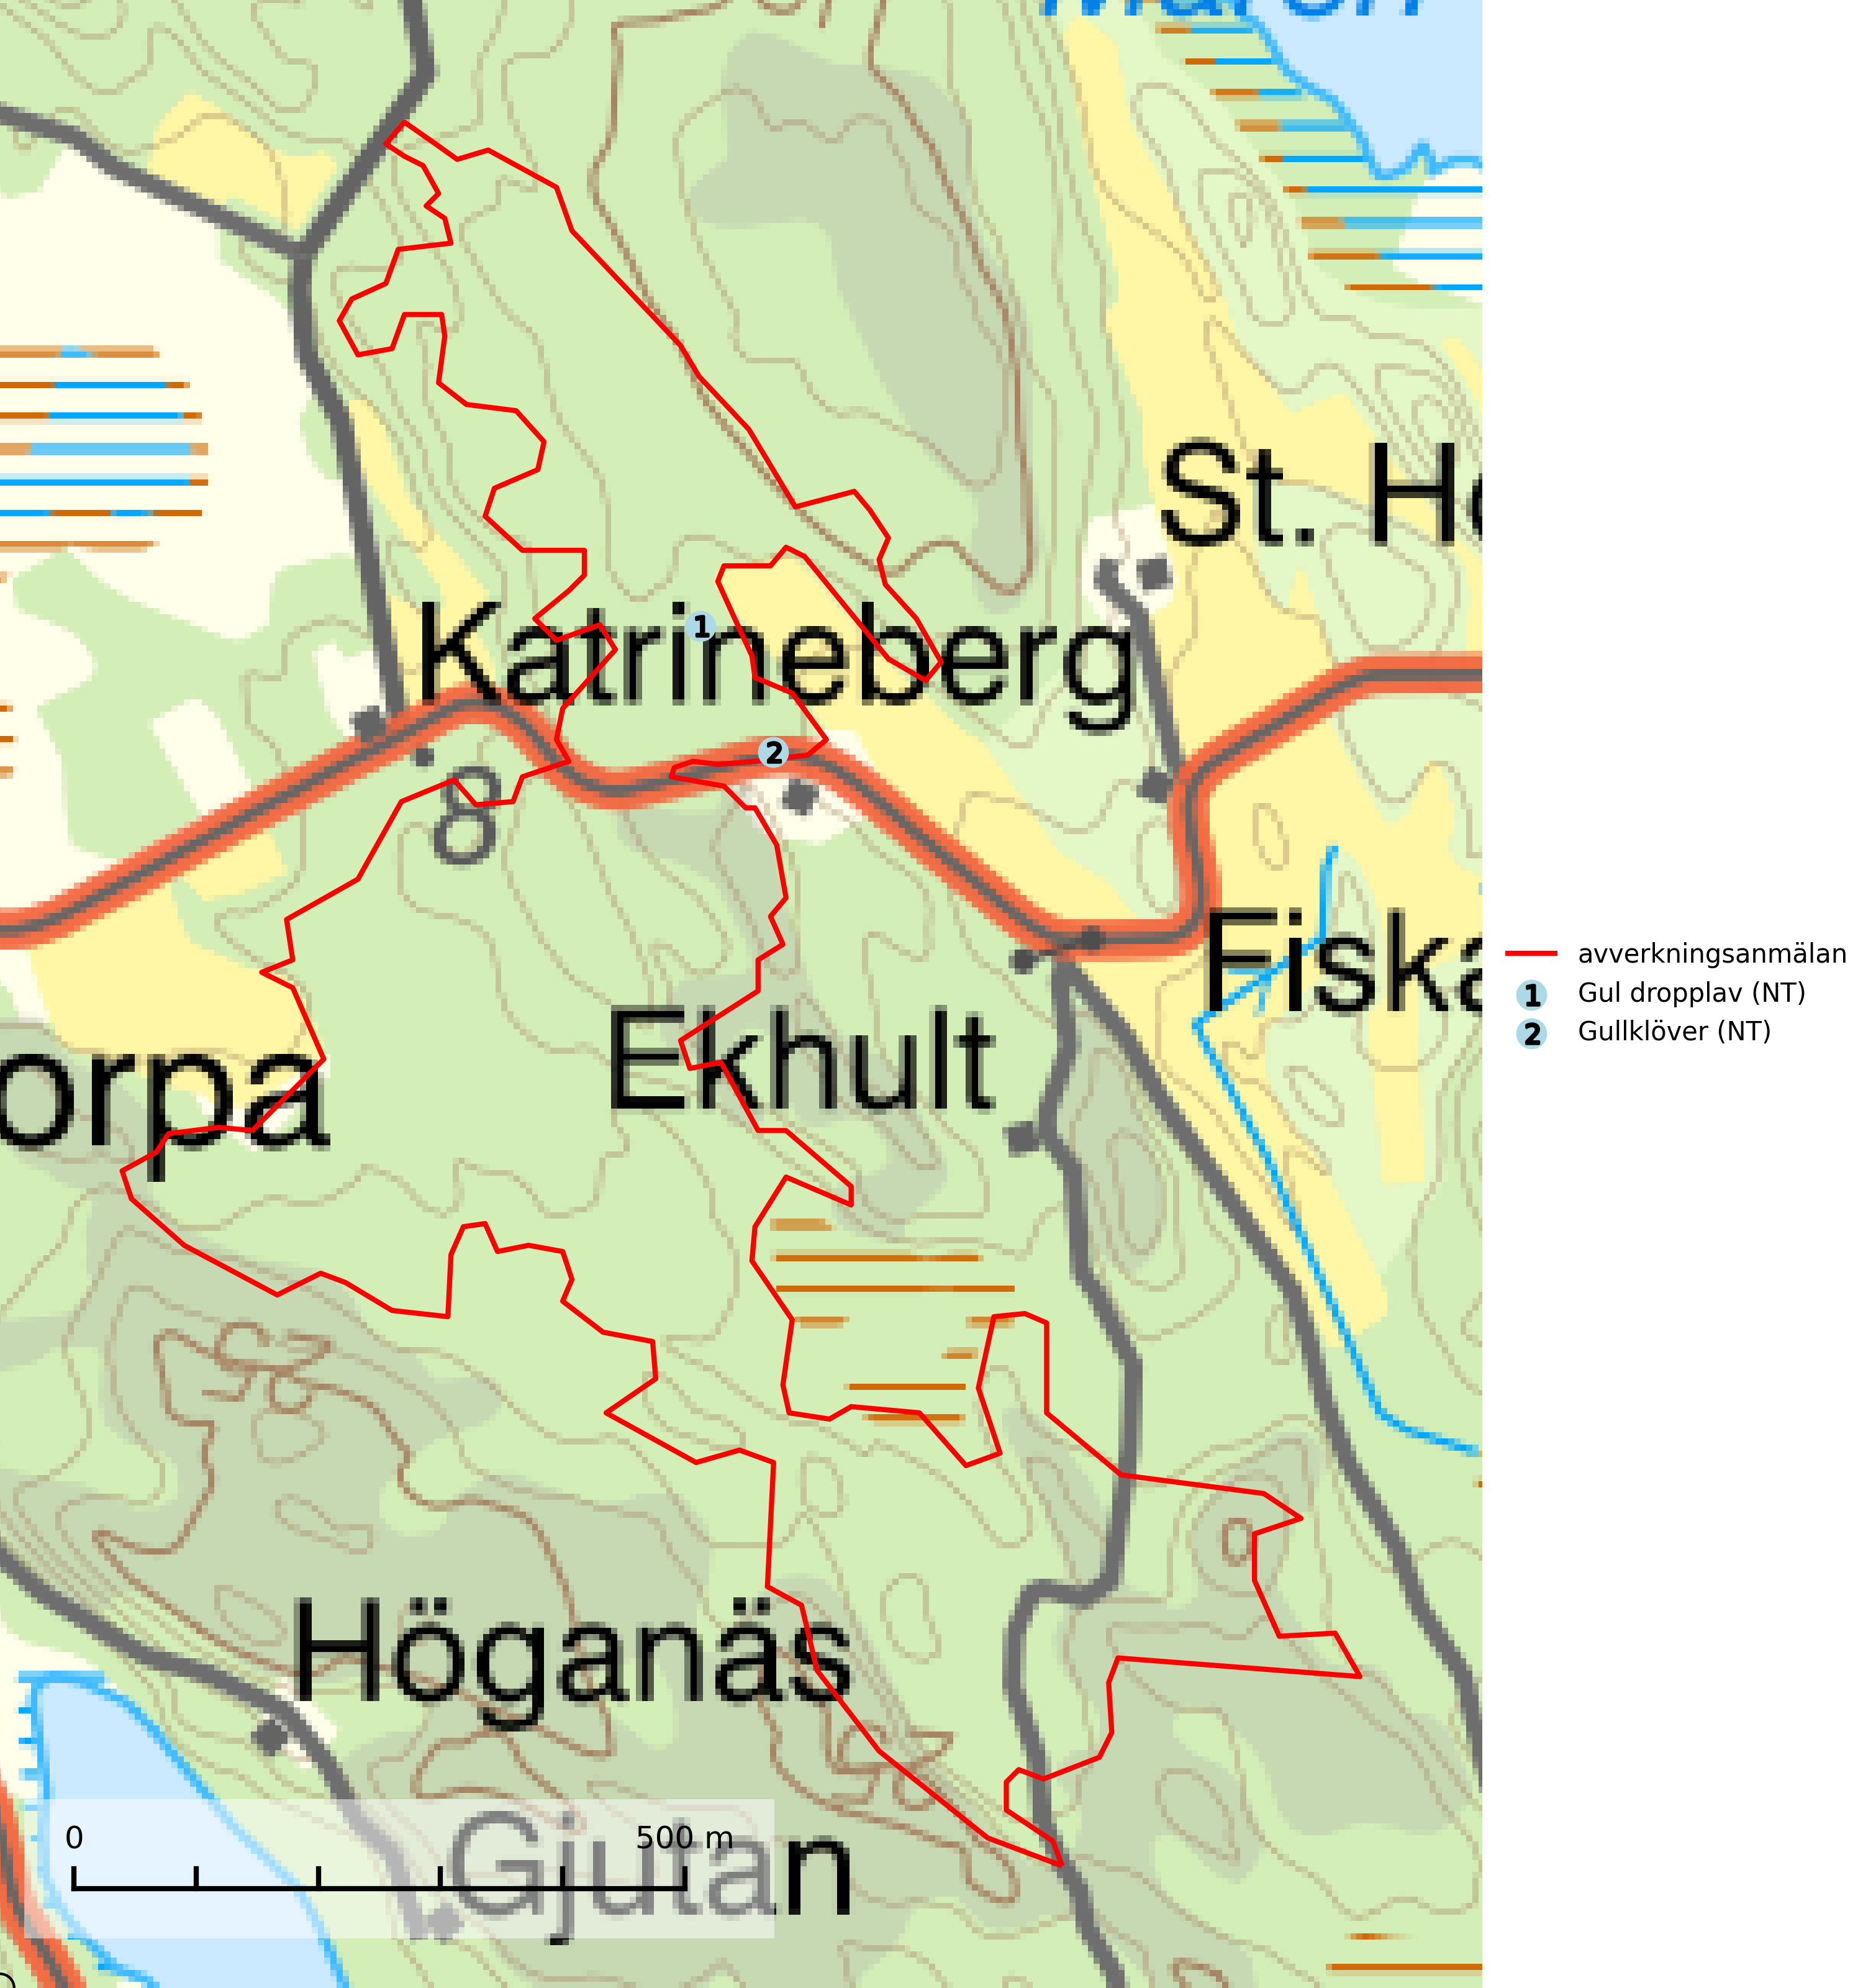 St. H
Katrineberg
1
2
8
Fiska
avverkningsanmälan
1 Gul dropplav (NT)
2 Gullklöver (NT)
Ekhult
orpa
Höganäs
0 500 m
Gjutan